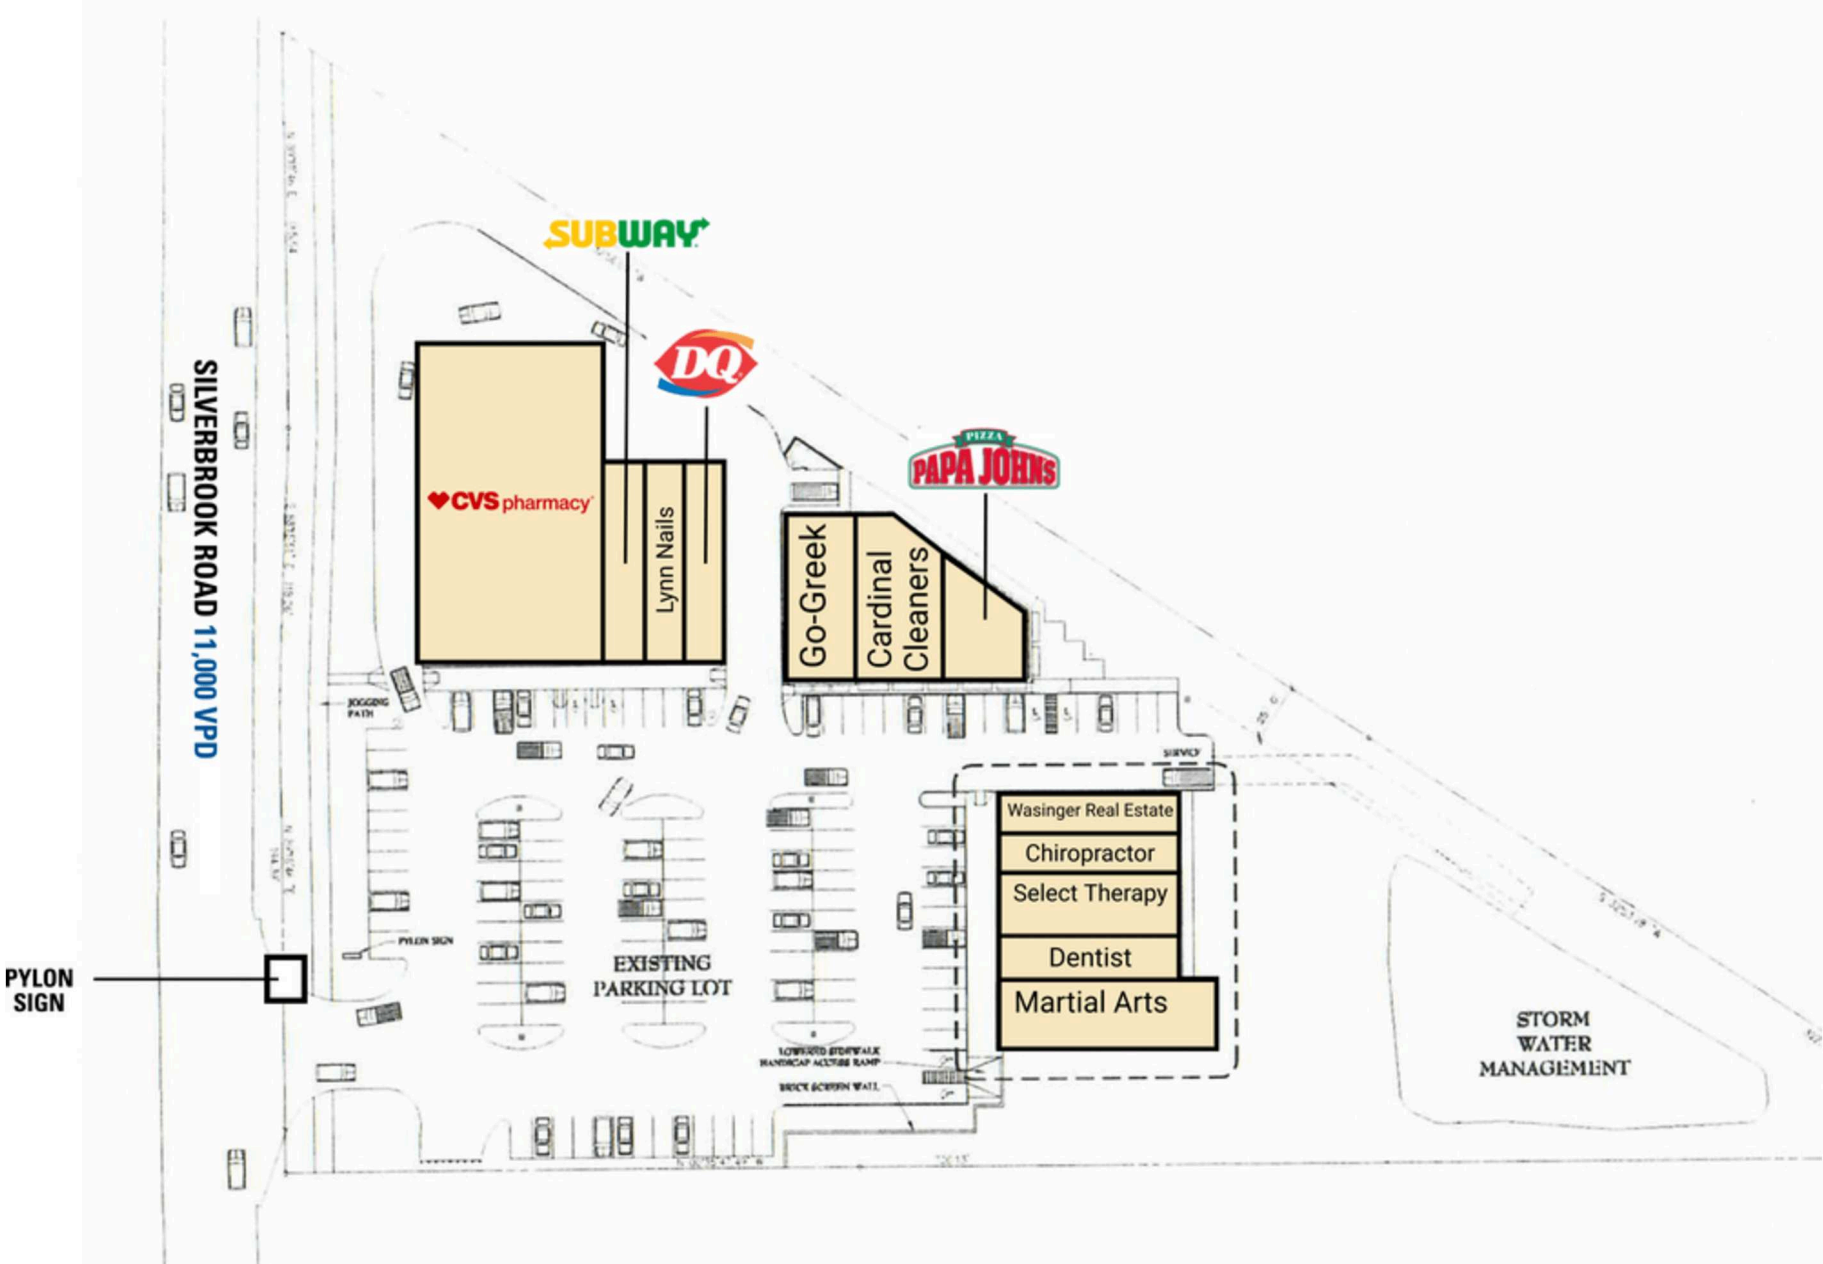 SUBWAY
DQ
PIZZA
PAPA JOHNS
CVS pharmacy
Lynn Nails
Go-Greek
Cardinal
Cleaners
SILVERBROOK ROAD 11,000 VPD
JOGGING
PATH
SERVICE
Wasinger Real Estate
Chiropractor
Select Therapy
Dentist
Martial Arts
PYLON SIGN
PYLON
SIGN
EXISTING
PARKING LOT
LOWERED SIDEWALK
HANDICAP ACCESS RAMP
BRICK SCREEN WALL
STORM
WATER
MANAGEMENT